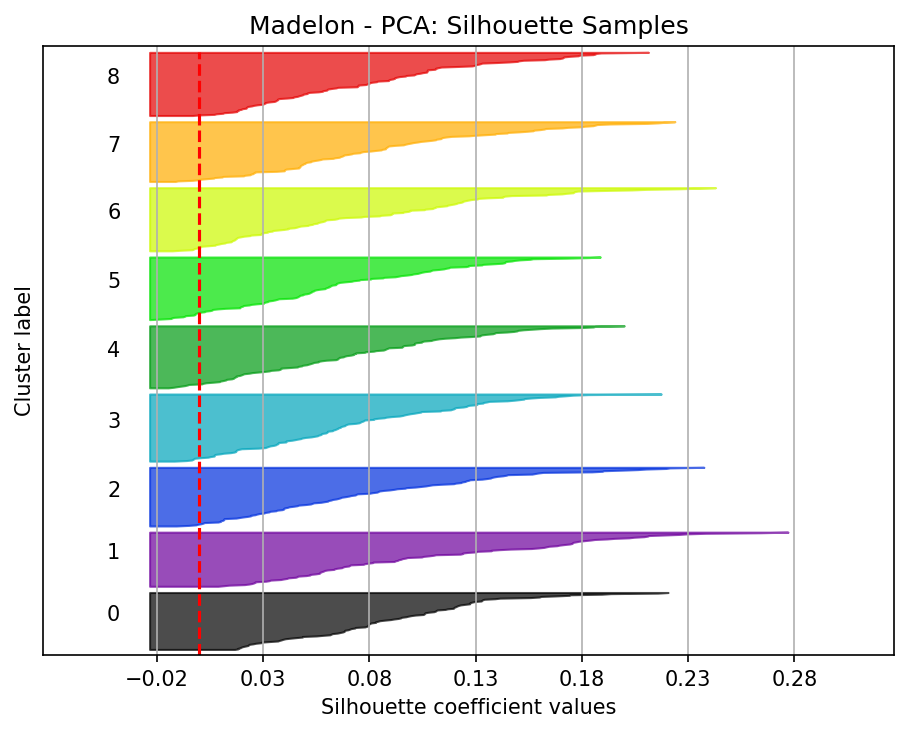 Madelon - PCA: Silhouette Samples
Cluster label
8
7
6
5
4
3
2
1
0
−0.02 0.03 0.08 0.13 0.18 0.23 0.28
Silhouette coefficient values